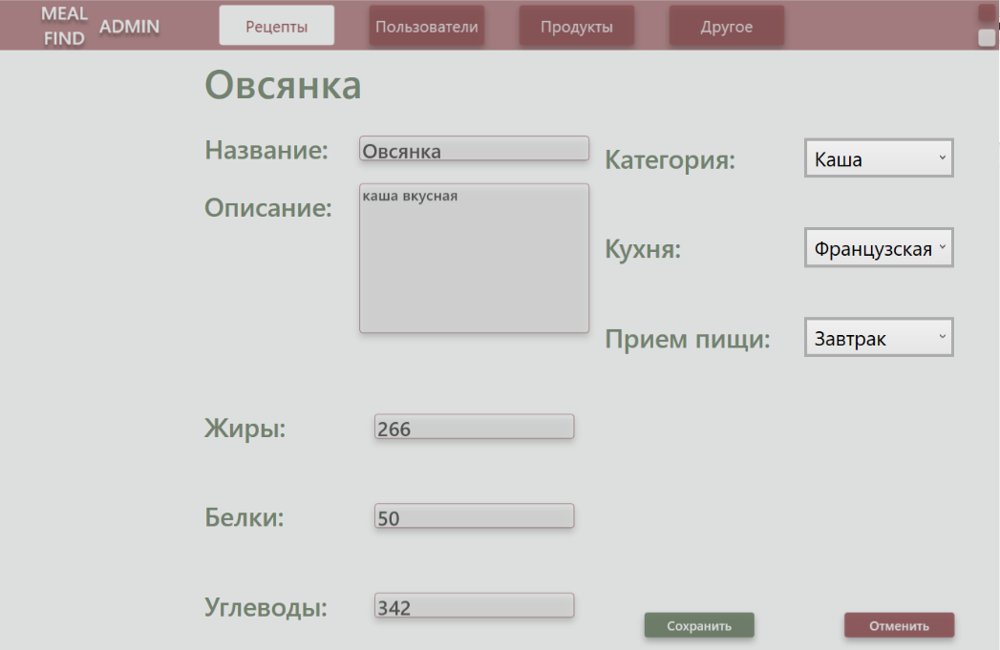 MEAL
FIND
ADMIN
Рецепты
Пользователи
Продукты
Другое
Овсянка
Название:
Овсянка
Категория:
Каша
Описание:
каша вкусная
Кухня:
Французская
Прием пищи:
Завтрак
Жиры:
266
Белки:
50
Углеводы:
342
Сохранить
Отменить